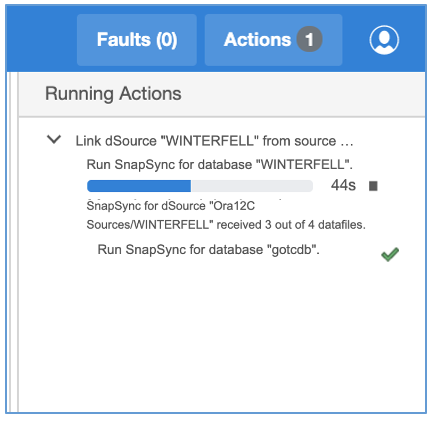 Faults (0) Actions 1
Running Actions
Link dSource "WINTERFELL" from source ...
Run SnapSync for database "WINTERFELL".
44s
SnapSync for dSource "Ora12C
Sources/WINTERFELL" received 3 out of 4 datafiles.
Run SnapSync for database "gotcdb".